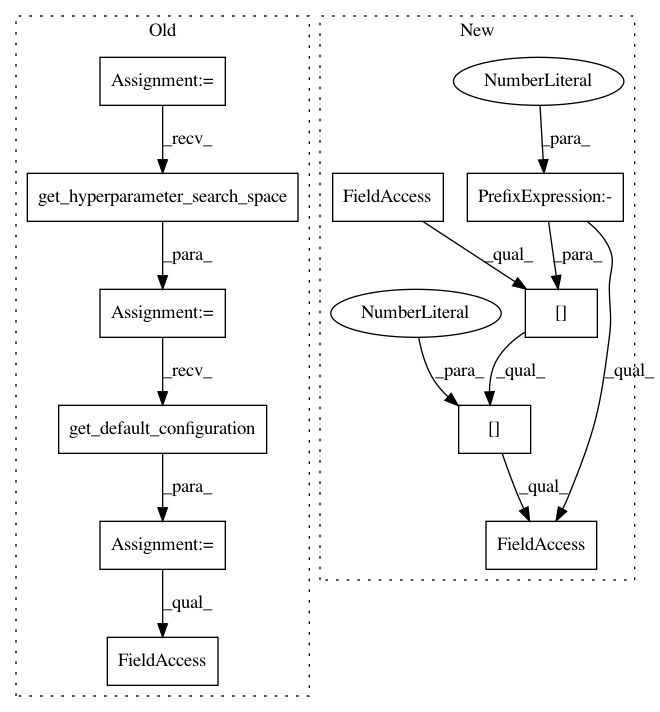 Old
New
Assignment:=
NumberLiteral
_recv_
_para_
get_hyperparameter_search_space
FieldAccess
PrefixExpression:-
_para_
_qual_
_para_
Assignment:=
NumberLiteral
[]
_recv_
_para_
_qual_
_qual_
get_default_configuration
[]
_para_
_qual_
Assignment:=
FieldAccess
_qual_
FieldAccess